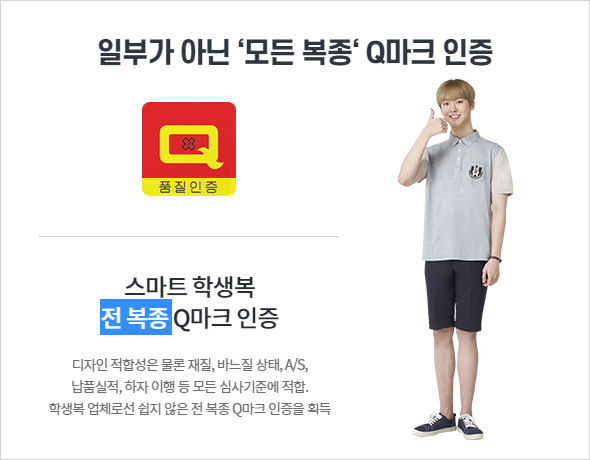 일부가 아닌 ‘모든 복종‘ Q마크 인증
Q
품질인증
스마트 학생복
전 복종 Q마크 인증
디자인 적합성은 물론 재질, 바느질 상태, A/S,
납품실적, 하자 이행 등 모든 심사기준에 적합.
학생복 업체로선 쉽지 않은 전 복종 Q마크 인증을 획득